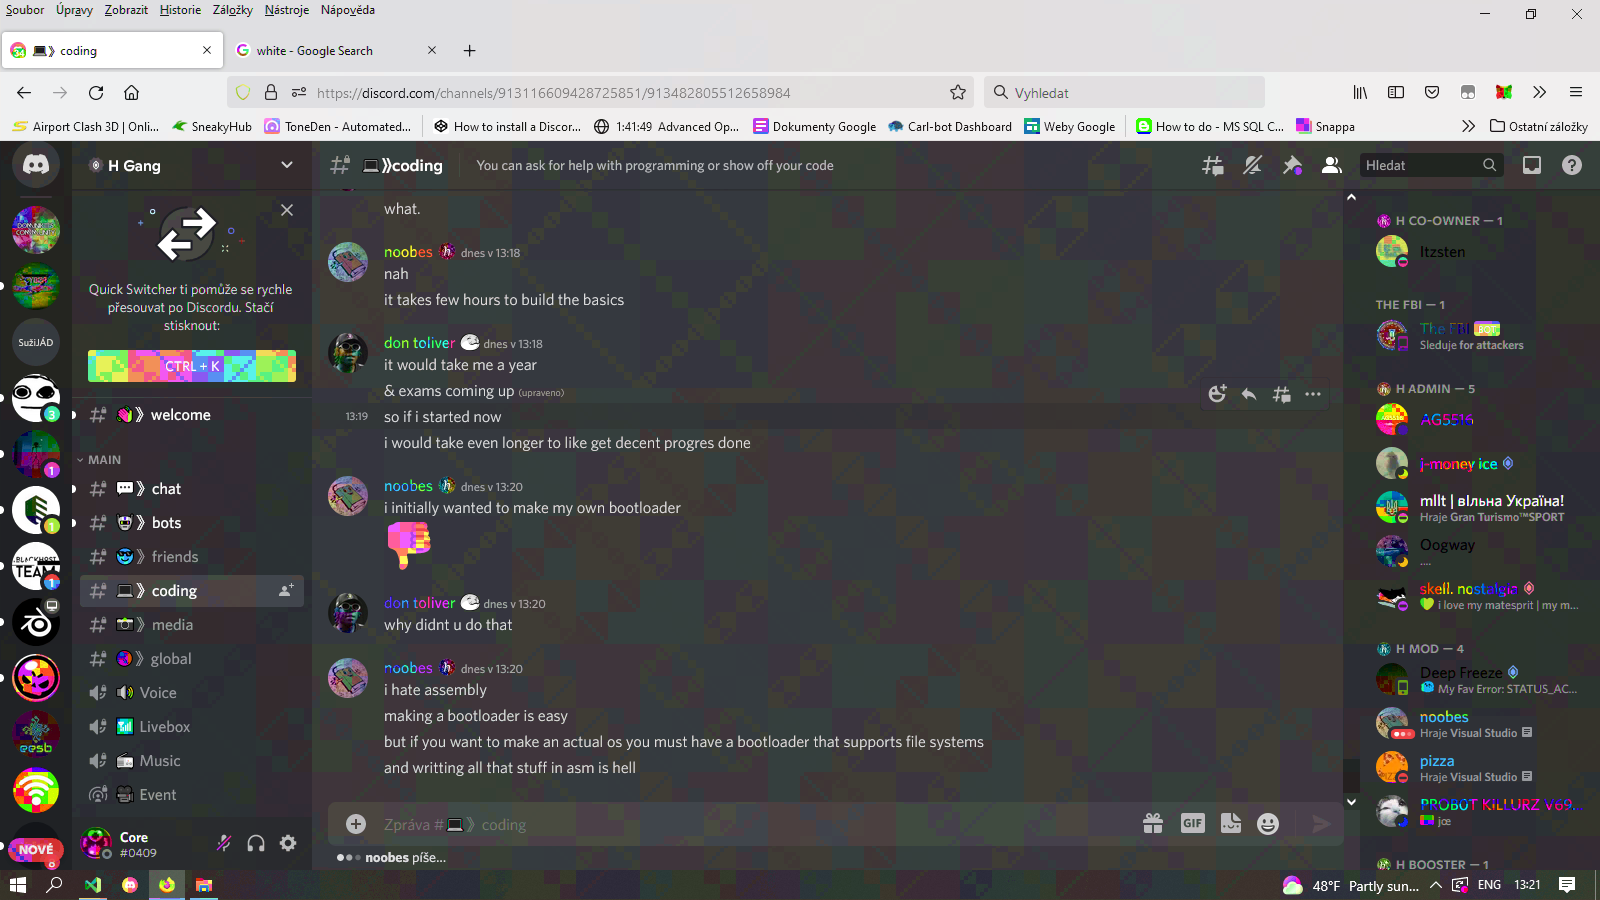 Soubor Úpravy Zobrazit Historie Záložky Nástroje Nápověda
34 coding
white - Google Search
https://discord.com/channels/913116609428725851/913482805512658984
Vyhledat
Airport Clash 3D | Onli...
SneakyHub
ToneDen - Automated...
How to install a Discor...
1:41:49 Advanced Op...
Dokumenty Google
Carl-bot Dashboard
Weby Google
How to do - MS SQL C...
Snappa
Ostatní záložky
H Gang
Quick Switcher ti pomůže se rychle
přesouvat po Discordu. Stačí
stisknout:
CTRL + K
welcome
MAIN
chat
bots
friends
coding
media
global
Voice
Livebox
Music
Event
SužiJÁD
3
1
1
BLACKHOST
TEAM
1
eesb
NOVÉ
Core
#0409
coding
You can ask for help with programming or show off your code
Hledat
what.
noobes dnes v 13:18
nah
it takes few hours to build the basics
don toliver dnes v 13:18
it would take me a year
& exams coming up (upraveno)
13:19 so if i started now
i would take even longer to like get decent progres done
noobes dnes v 13:20
i initially wanted to make my own bootloader
don toliver dnes v 13:20
why didnt u do that
noobes dnes v 13:20
i hate assembly
making a bootloader is easy
but if you want to make an actual os you must have a bootloader that supports file systems
and writting all that stuff in asm is hell
Zpráva # coding
GIF
noobes píše...
H CO-OWNER — 1
Itzsten
THE FBI — 1
The FBI BOT
Sleduje for attackers
H ADMIN — 5
AG5516
j-money ice
mllt | вільна Україна!
Hraje Gran Turismo™SPORT
Oogway
....
skell. nostalgia
i love my matesprit | my m...
H MOD — 4
Deep Freeze
My Fav Error: STATUS_AC...
noobes
Hraje Visual Studio
pizza
Hraje Visual Studio
PROBOT KILLURZ V69...
jœ
H BOOSTER — 1
48°F Partly sun...
ENG
13:21